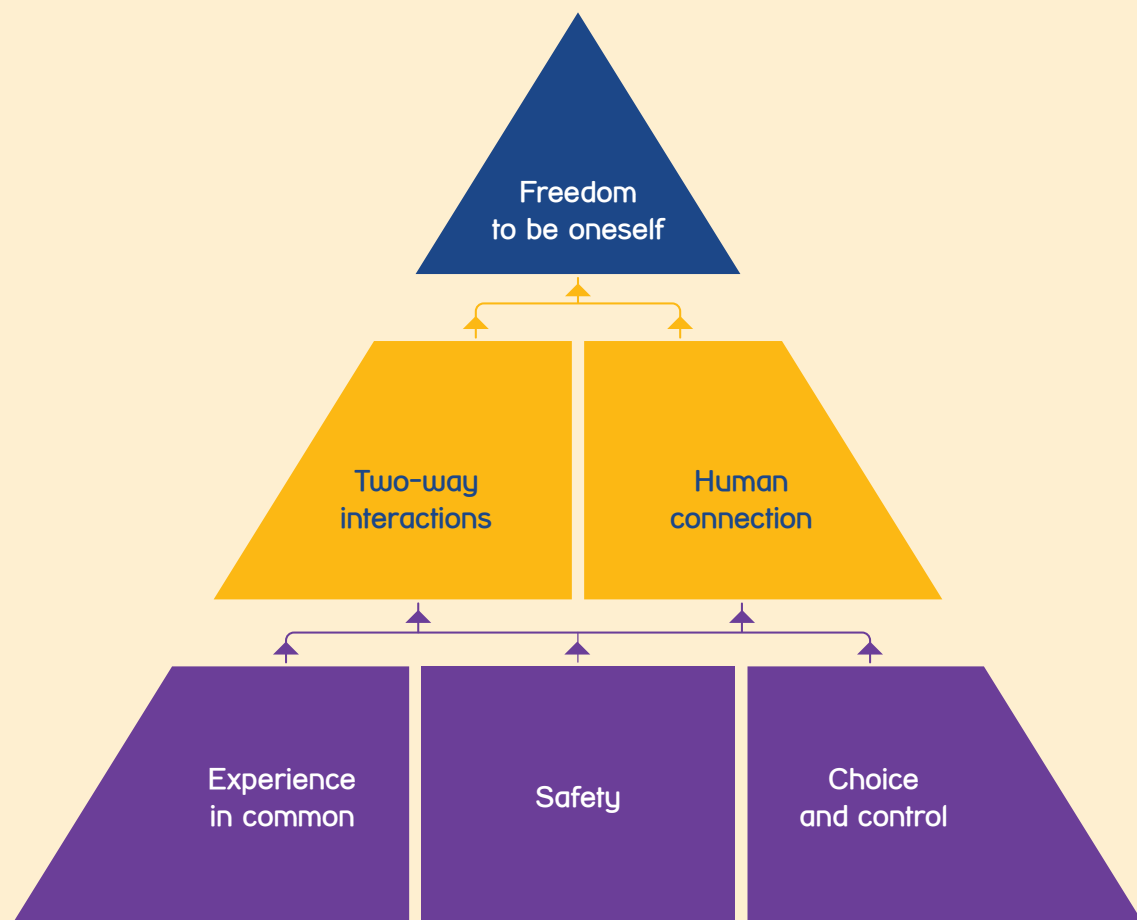 Freedom
to be oneself
Two-way
interactions
Human
connection
Experience
in common
Safety
Choice
and control